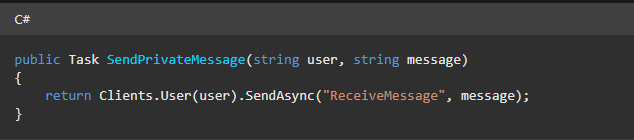 C#
public Task SendPrivateMessage(string user, string message)
{
    return Clients.User(user).SendAsync("ReceiveMessage", message);
}